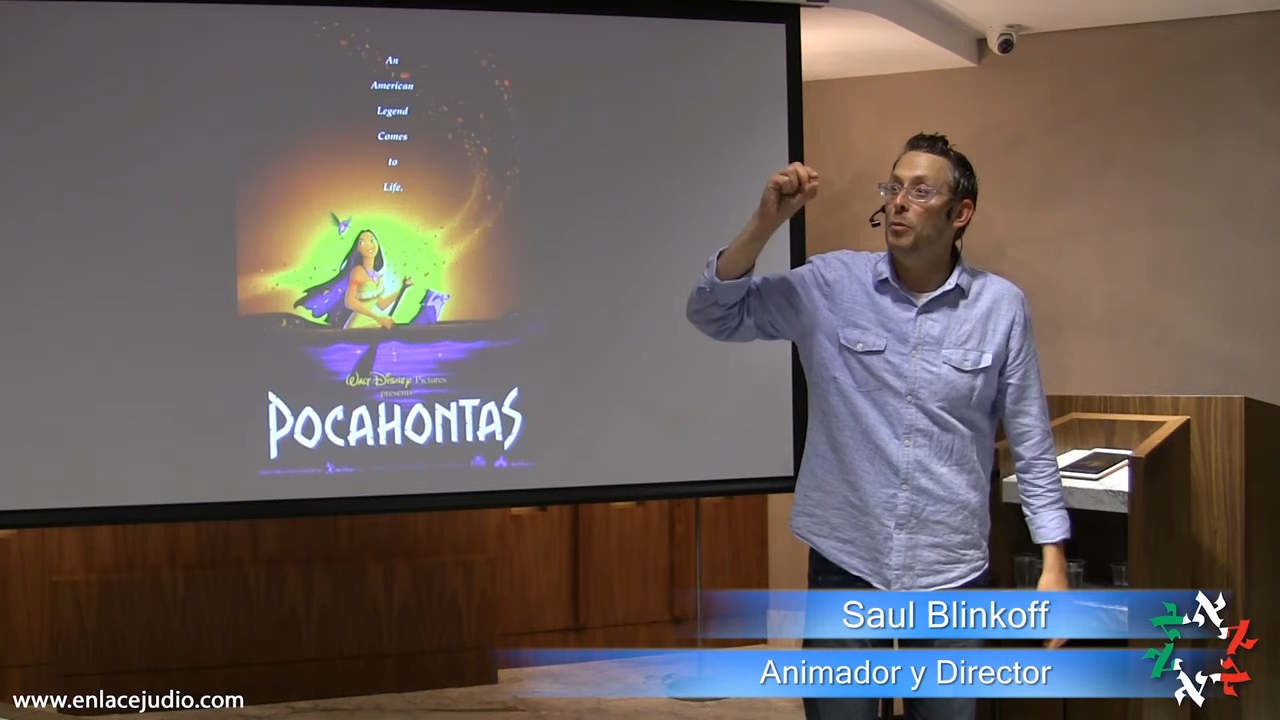 An
American
Legend
Comes
to
Life.
Walt Disney Pictures
presents
POCAHONTAS
Saul Blinkoff
Animador y Director
www.enlacejudio.com